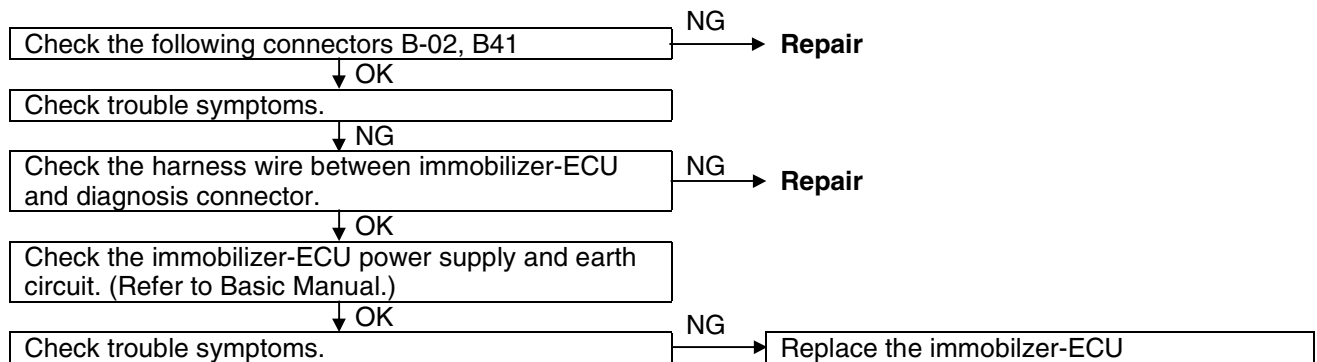 NG
Check the following connectors B-02, B41
Repair
OK
Check trouble symptoms.
NG
Check the harness wire between immobilizer-ECU
and diagnosis connector.
NG
Repair
OK
Check the immobilizer-ECU power supply and earth
circuit. (Refer to Basic Manual.)
OK
NG
Check trouble symptoms.
Replace the immobilzer-ECU